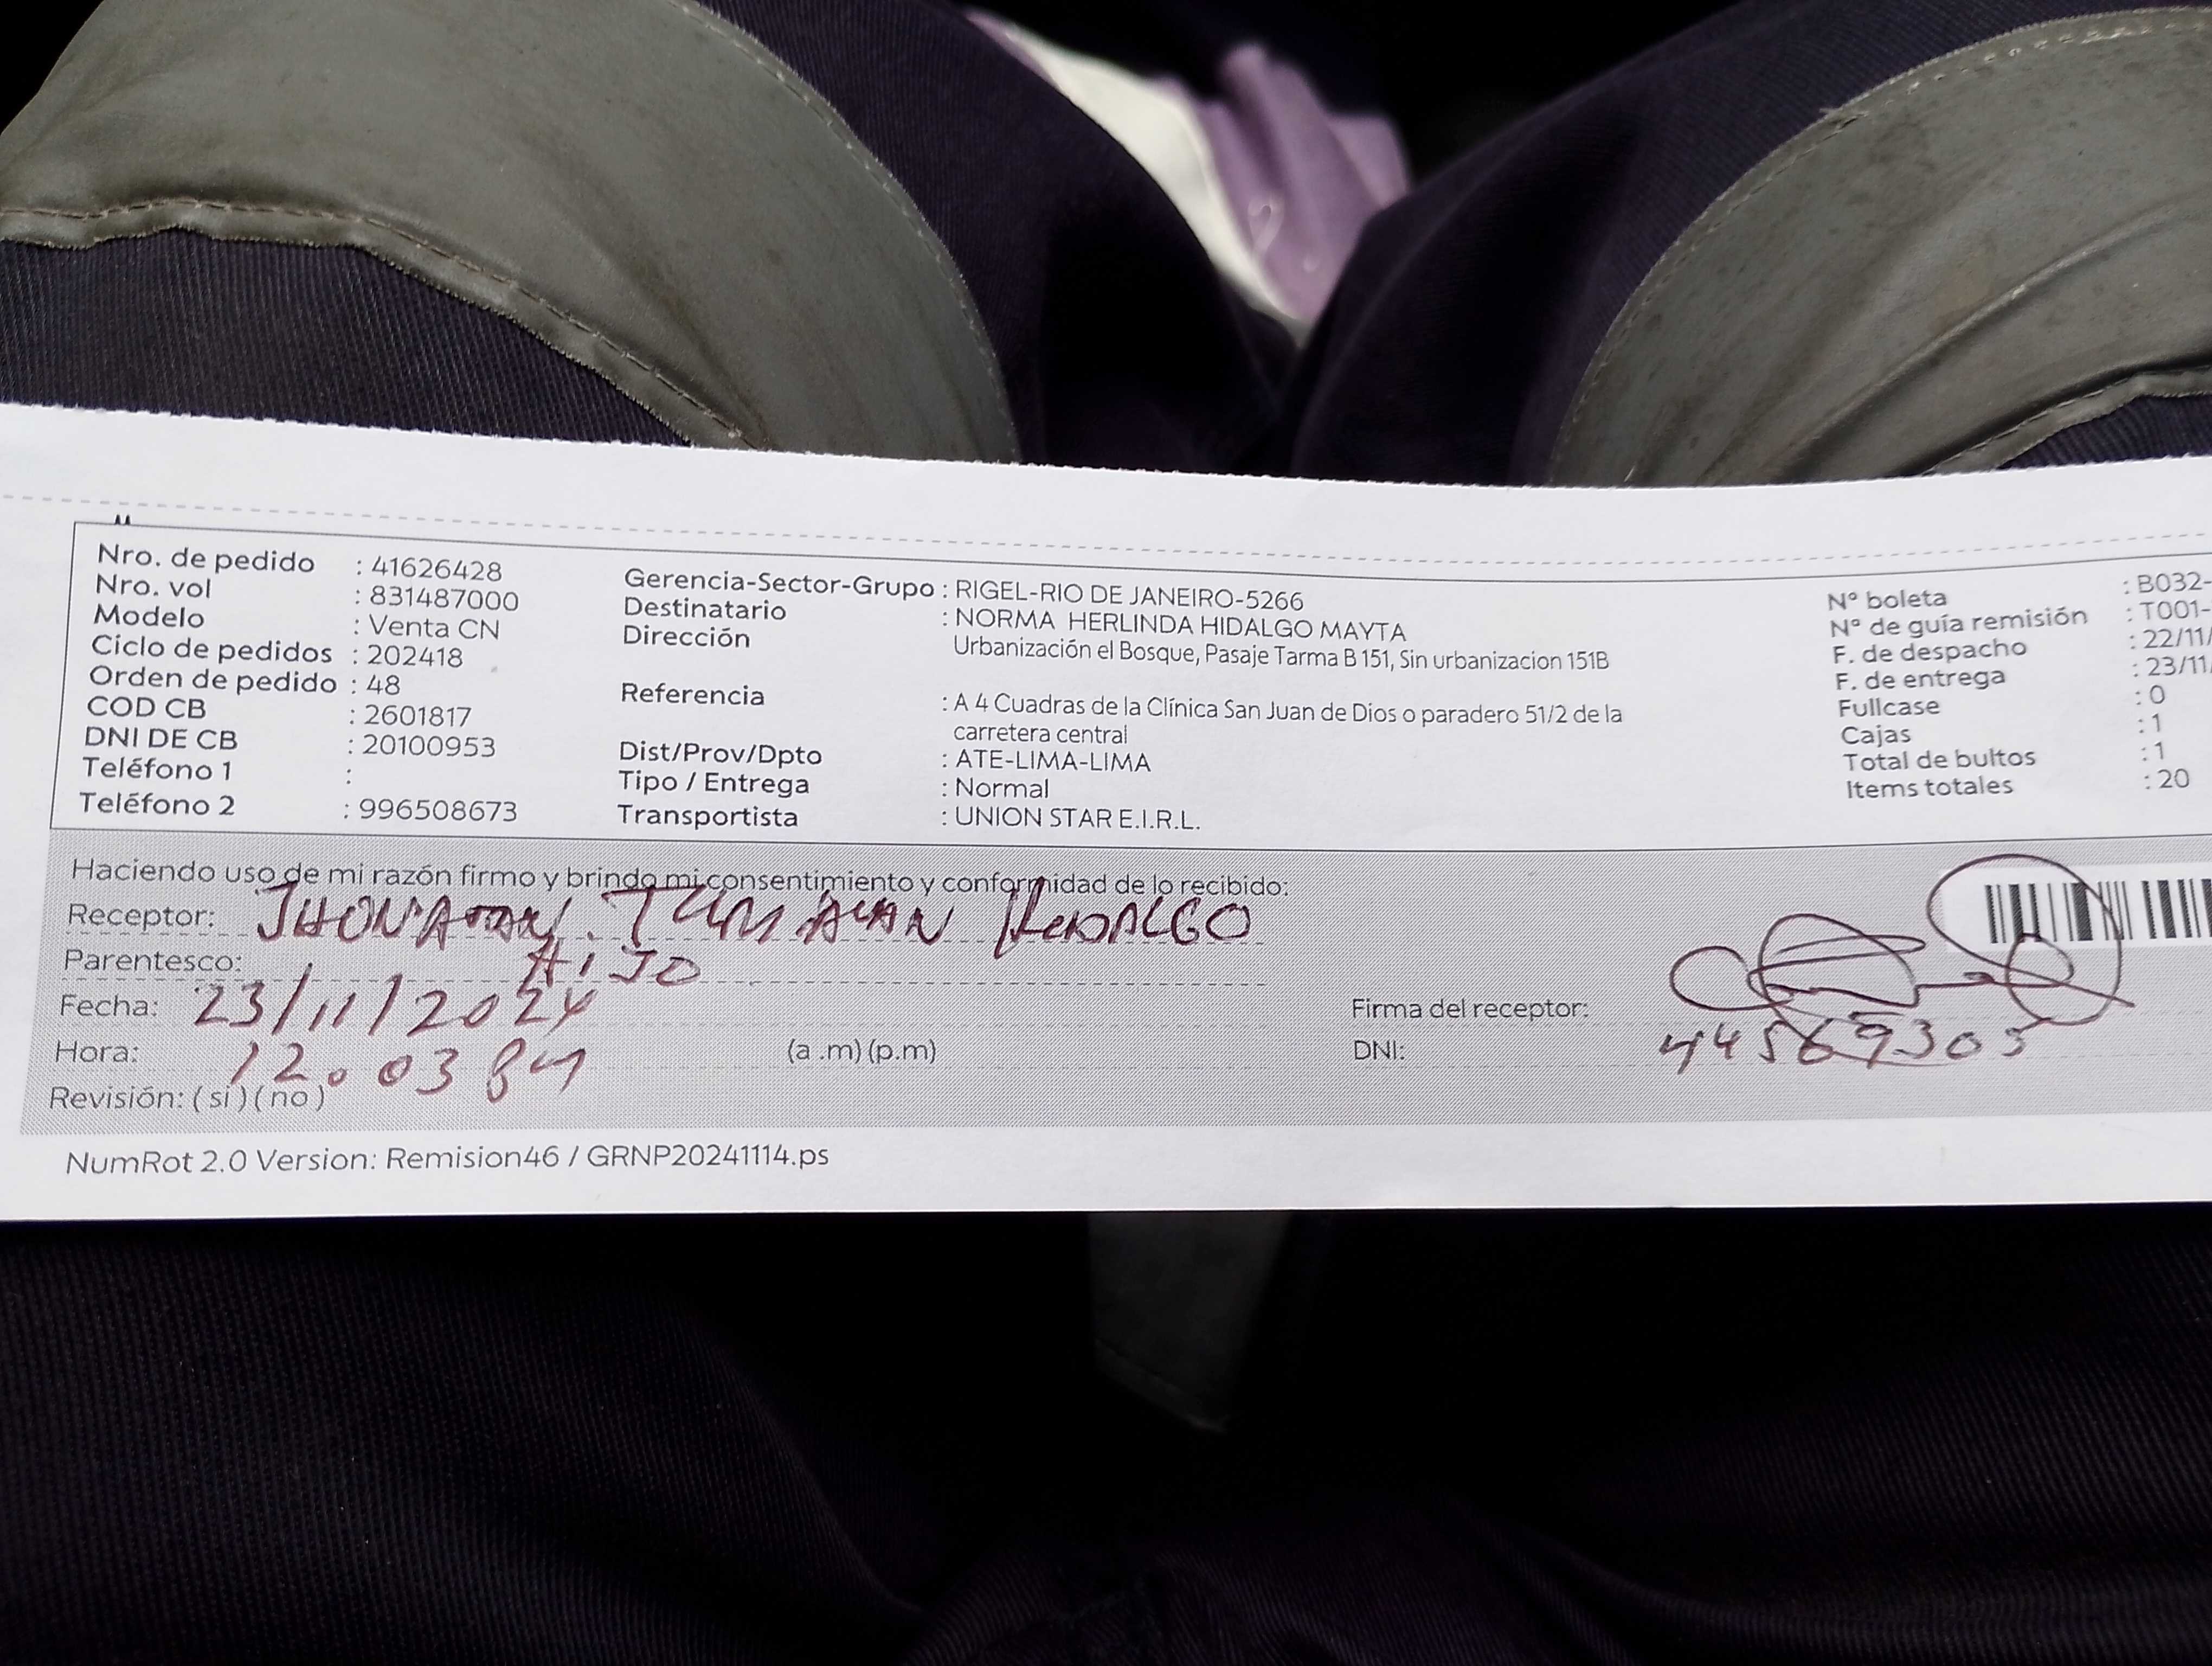 Nro. de pedido : 41626428
Nro. vol : 831487000
Modelo : Venta CN
Ciclo de pedidos : 202418
Orden de pedido : 48
COD CB : 2601817
DNI DE CB : 20100953
Teléfono 1 :
Teléfono 2 : 996508673
Gerencia-Sector-Grupo : RIGEL-RIO DE JANEIRO-5266
Destinatario : NORMA HERLINDA HIDALGO MAYTA
Dirección Urbanización el Bosque, Pasaje Tarma B 151, Sin urbanizacion 151B
Referencia : A 4 Cuadras de la Clínica San Juan de Dios o paradero 51/2 de la
carretera central
Dist/Prov/Dpto : ATE-LIMA-LIMA
Tipo / Entrega : Normal
Transportista : UNION STAR E.I.R.L.
N° boleta : B032-
N° de guía remisión : T001-
F. de despacho : 22/11/
F. de entrega : 23/11/
Fullcase : 0
Cajas : 1
Total de bultos : 1
Items totales : 20
Haciendo uso de mi razón firmo y brindo mi consentimiento y conformidad de lo recibido:
Receptor: JHONATAN HIDALGO
Parentesco: HIJO
Fecha: 23/11/2024
Hora: 12.03 (a .m) (p.m)
Revisión: ( si ) ( no )
Firma del receptor:
DNI: 44569305
NumRot 2.0 Version: Remision46 / GRNP20241114.ps